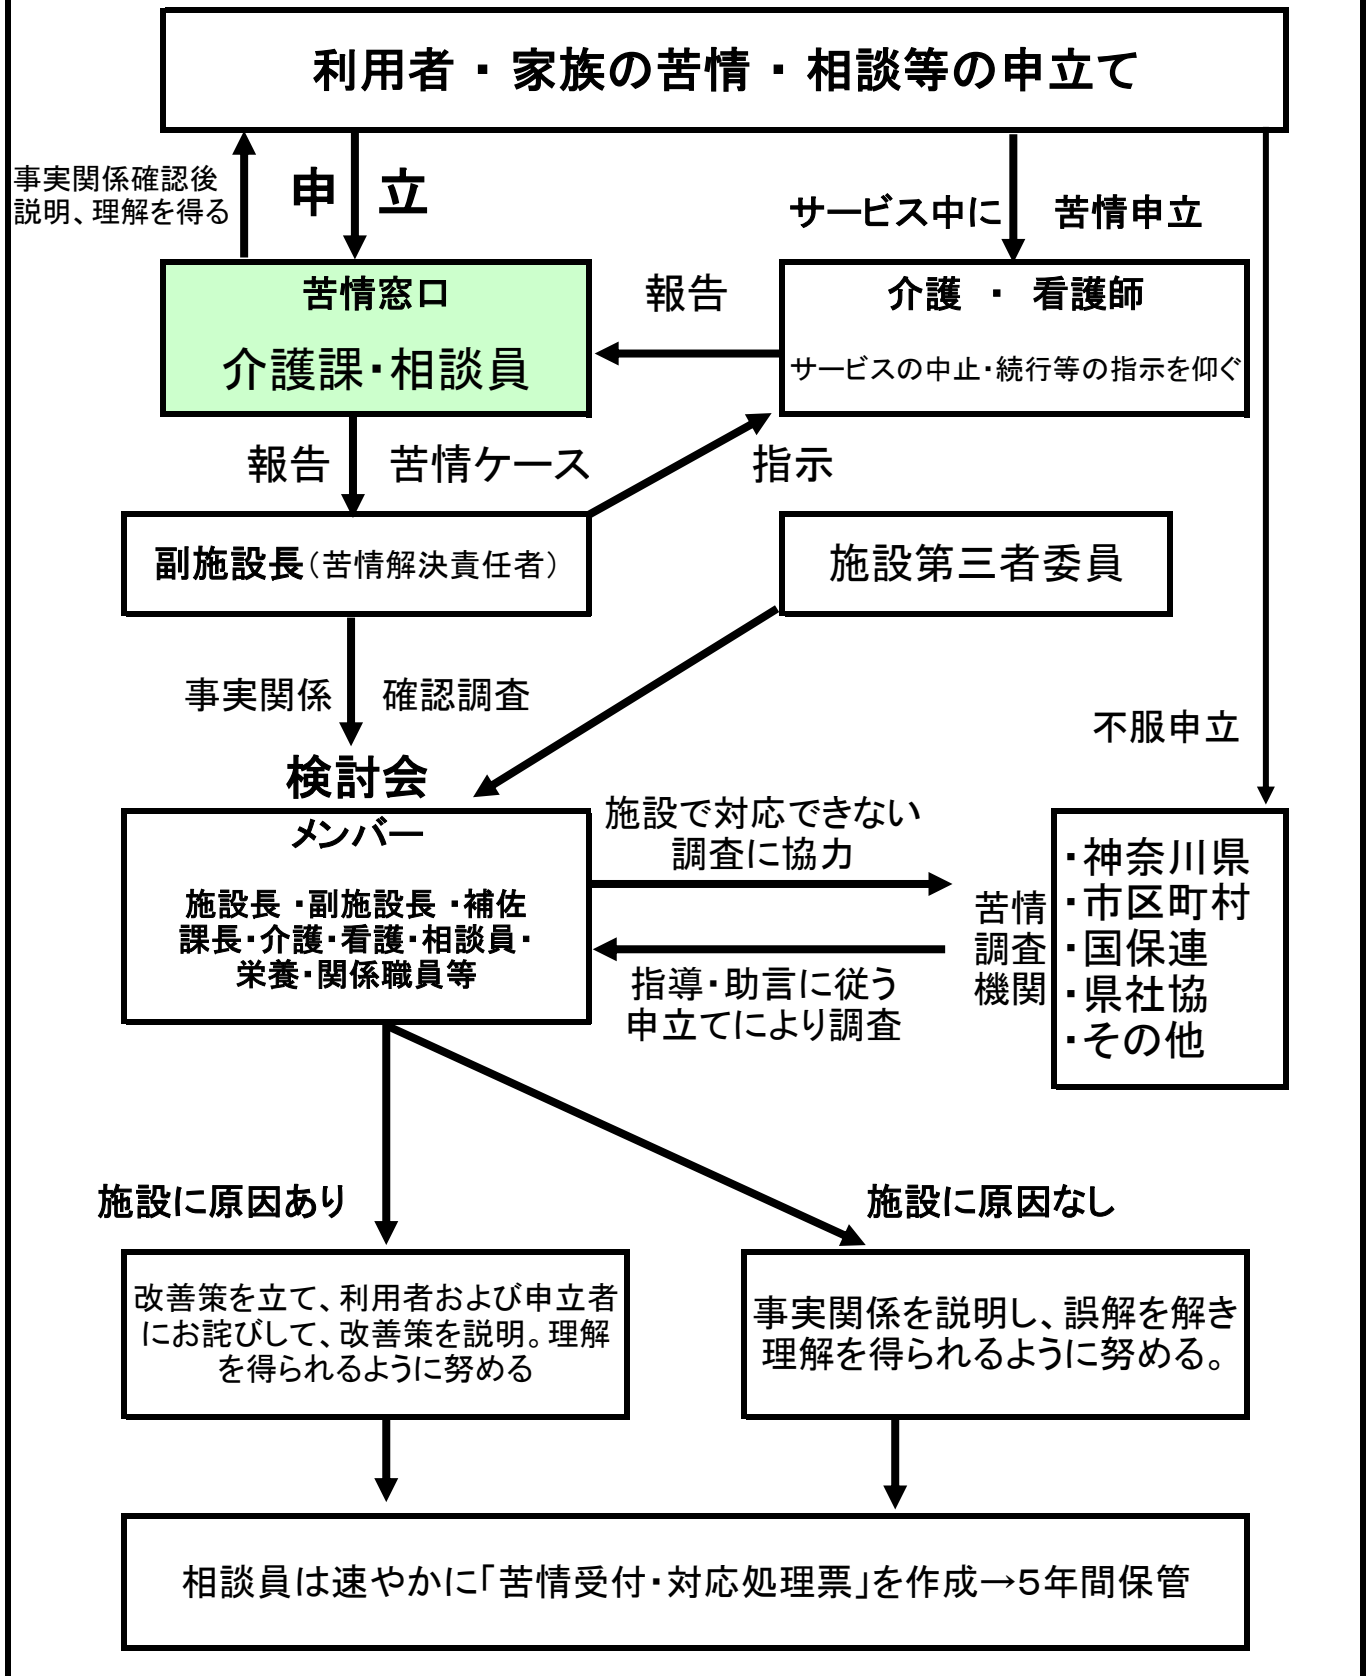 利用者・家族の苦情・相談等の申立て
事実関係確認後
説明、理解を得る
申 立
サービス中に 苦情申立
苦情窓口
介護課・相談員
報告
介護 ・ 看護師
サービスの中止・続行等の指示を仰ぐ
報告 苦情ケース
指示
副施設長（苦情解決責任者）
施設第三者委員
事実関係 確認調査
不服申立
検討会
メンバー
施設長 ・副施設長 ・補佐
課長・介護・看護・相談員・
栄養・関係職員等
施設で対応できない
調査に協力
指導・助言に従う
申立てにより調査
苦情
調査
機関
・神奈川県
・市区町村
・国保連
・県社協
・その他
施設に原因あり
施設に原因なし
改善策を立て、利用者および申立者
にお詫びして、改善策を説明。理解
を得られるように努める
事実関係を説明し、誤解を解き
理解を得られるように努める。
相談員は速やかに「苦情受付・対応処理票」を作成→５年間保管